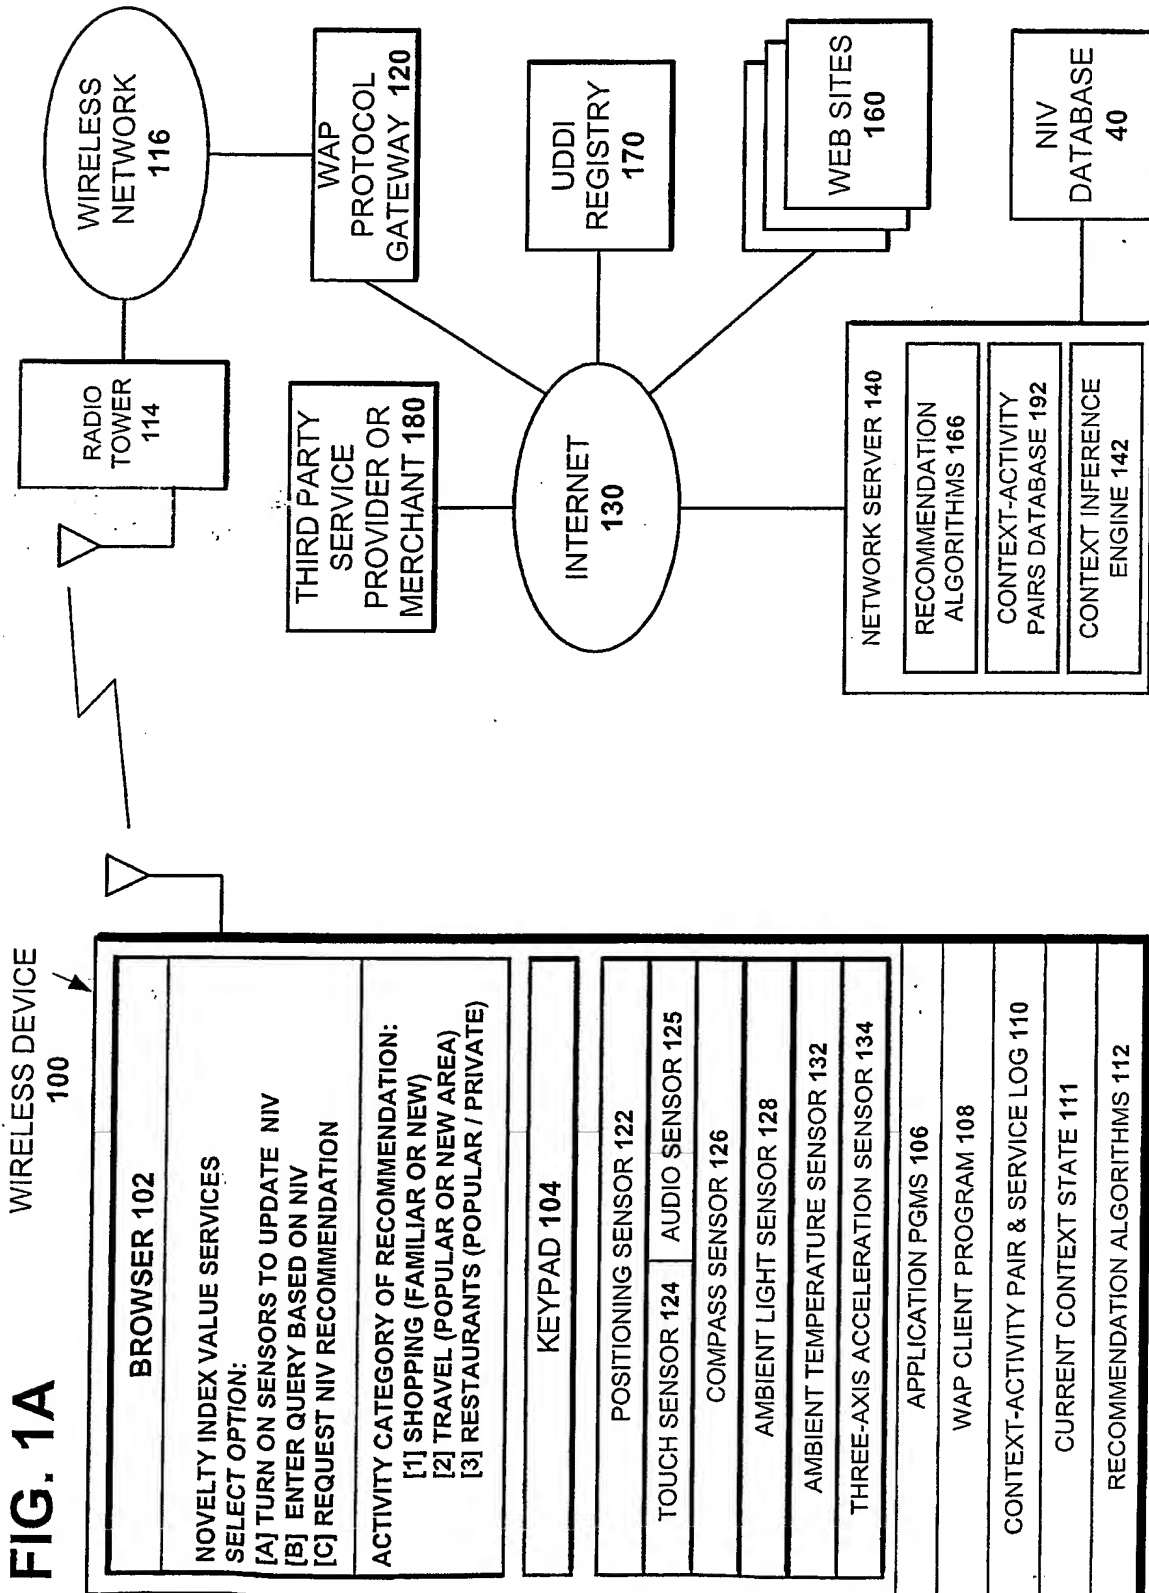 FIG. 1A
WIRELESS DEVICE
100
BROWSER 102
NOVELTY INDEX VALUE SERVICES
SELECT OPTION:
[A] TURN ON SENSORS TO UPDATE NIV
[B] ENTER QUERY BASED ON NIV
[C] REQUEST NIV RECOMMENDATION
ACTIVITY CATEGORY OF RECOMMENDATION:
[1] SHOPPING (FAMILIAR OR NEW)
[2] TRAVEL (POPULAR OR NEW AREA)
[3] RESTAURANTS (POPULAR / PRIVATE)
KEYPAD 104
POSITIONING SENSOR 122
TOUCH SENSOR 124
AUDIO SENSOR 125
COMPASS SENSOR 126
AMBIENT LIGHT SENSOR 128
AMBIENT TEMPERATURE SENSOR 132
THREE-AXIS ACCELERATION SENSOR 134
APPLICATION PGMS 106
WAP CLIENT PROGRAM 108
CONTEXT-ACTIVITY PAIR & SERVICE LOG 110
CURRENT CONTEXT STATE 111
RECOMMENDATION ALGORITHMS 112
RADIO
TOWER
114
WIRELESS
NETWORK
116
WAP
PROTOCOL
GATEWAY 120
THIRD PARTY
SERVICE
PROVIDER OR
MERCHANT 180
INTERNET
130
UDDI
REGISTRY
170
WEB SITES
160
NETWORK SERVER 140
RECOMMENDATION
ALGORITHMS 166
CONTEXT-ACTIVITY
PAIRS DATABASE 192
CONTEXT INFERENCE
ENGINE 142
NIV
DATABASE
40